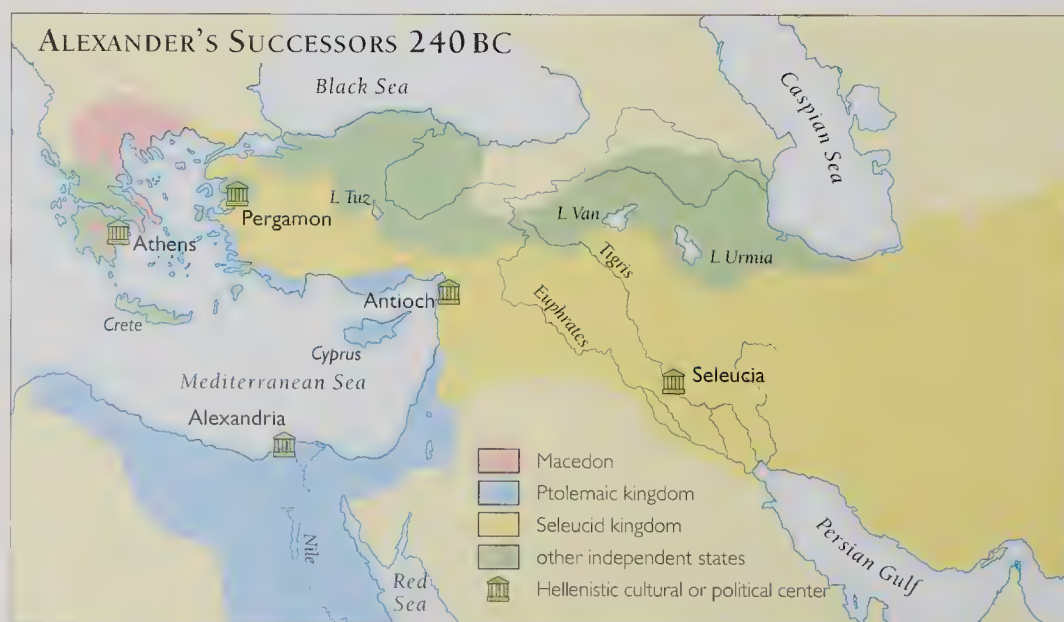 ALEXANDER'S SUCCESSORS 240 BC
Black Sea
Caspian Sea
L Tuz
Pergamon
L Van
L Urmia
Athens
Tigris
Antioch
Euphrates
Crete
Cyprus
Seleucia
Mediterranean Sea
Alexandria
Macedon
Ptolemaic kingdom
Seleucid kingdom
other independent states
Hellenistic cultural or political center
Nile
Red
Sea
Persian Gulf